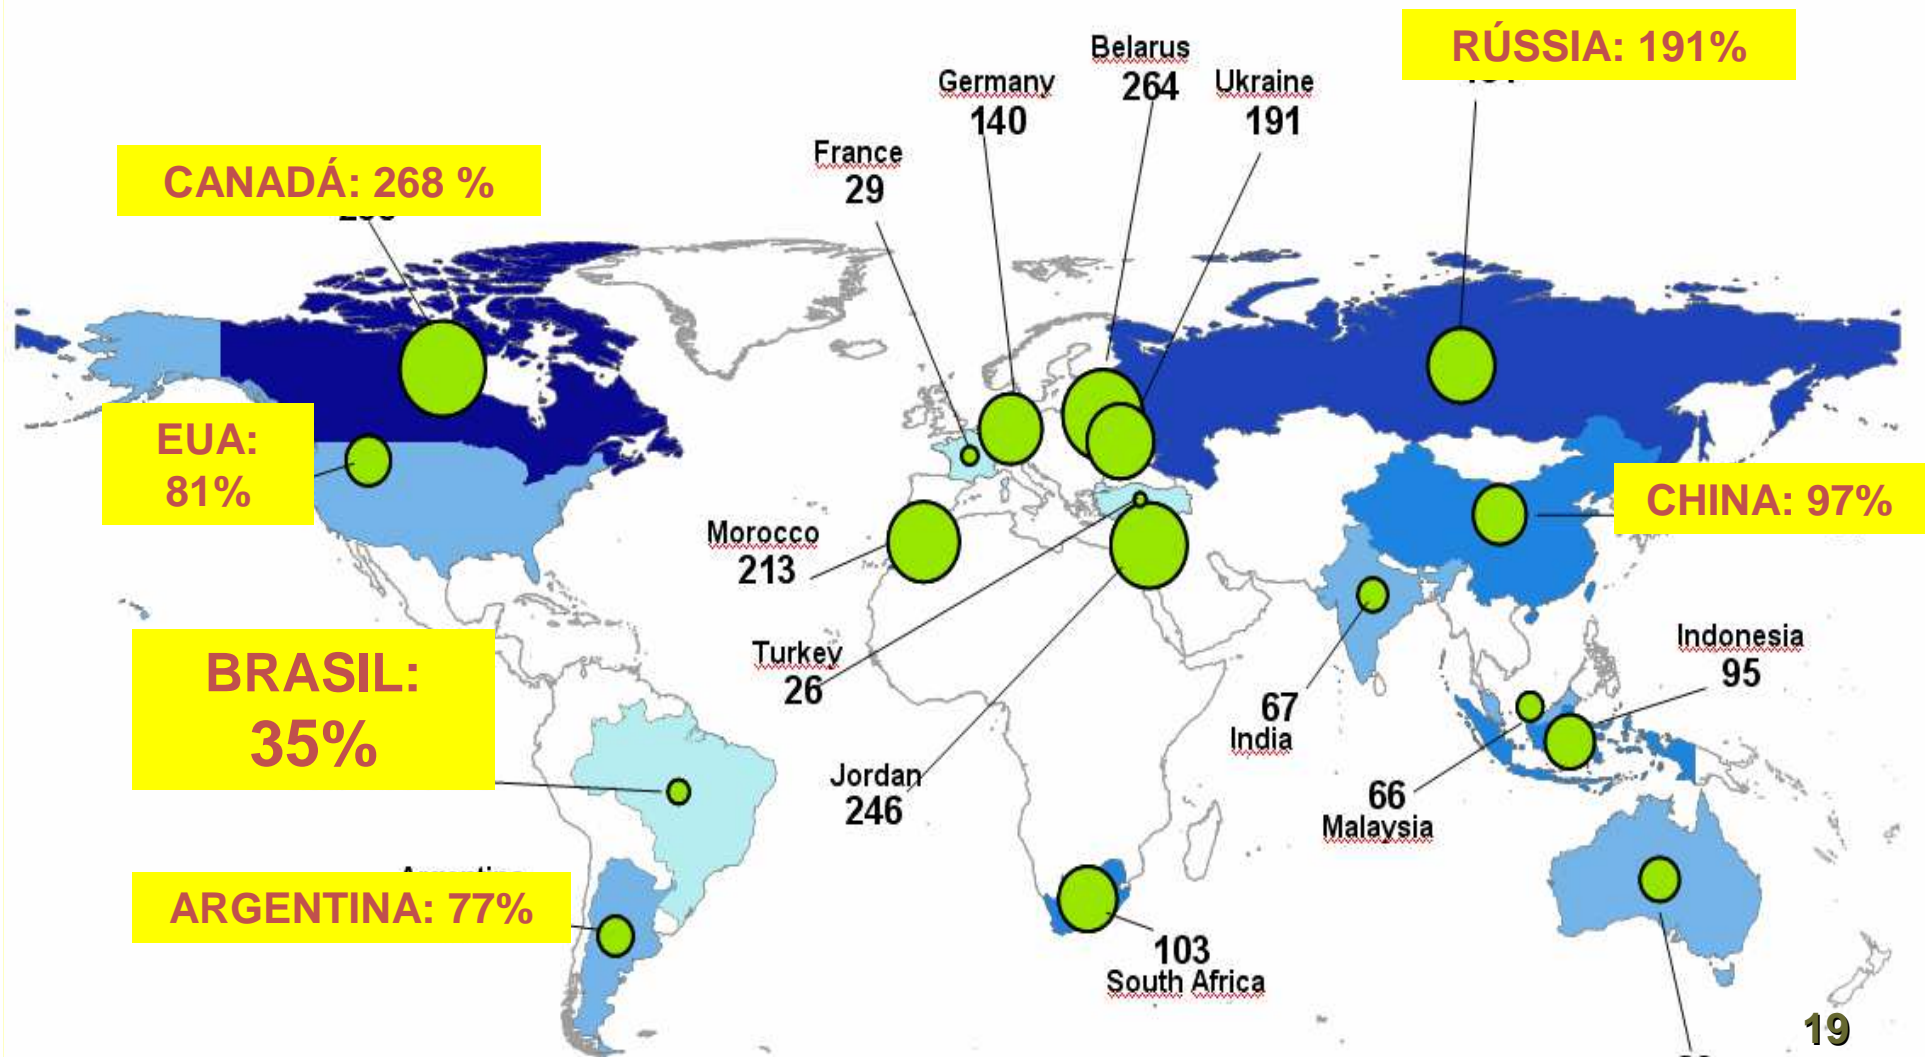 RÚSSIA: 191%
Belarus
264
Germany
140
Ukraine
191
France
29
CANADÁ: 268 %
EUA:
81%
CHINA: 97%
Morocco
213
Turkey
26
Indonesia
95
BRASIL:
35%
67
India
Jordan
246
66
Malaysia
ARGENTINA: 77%
103
South Africa
19